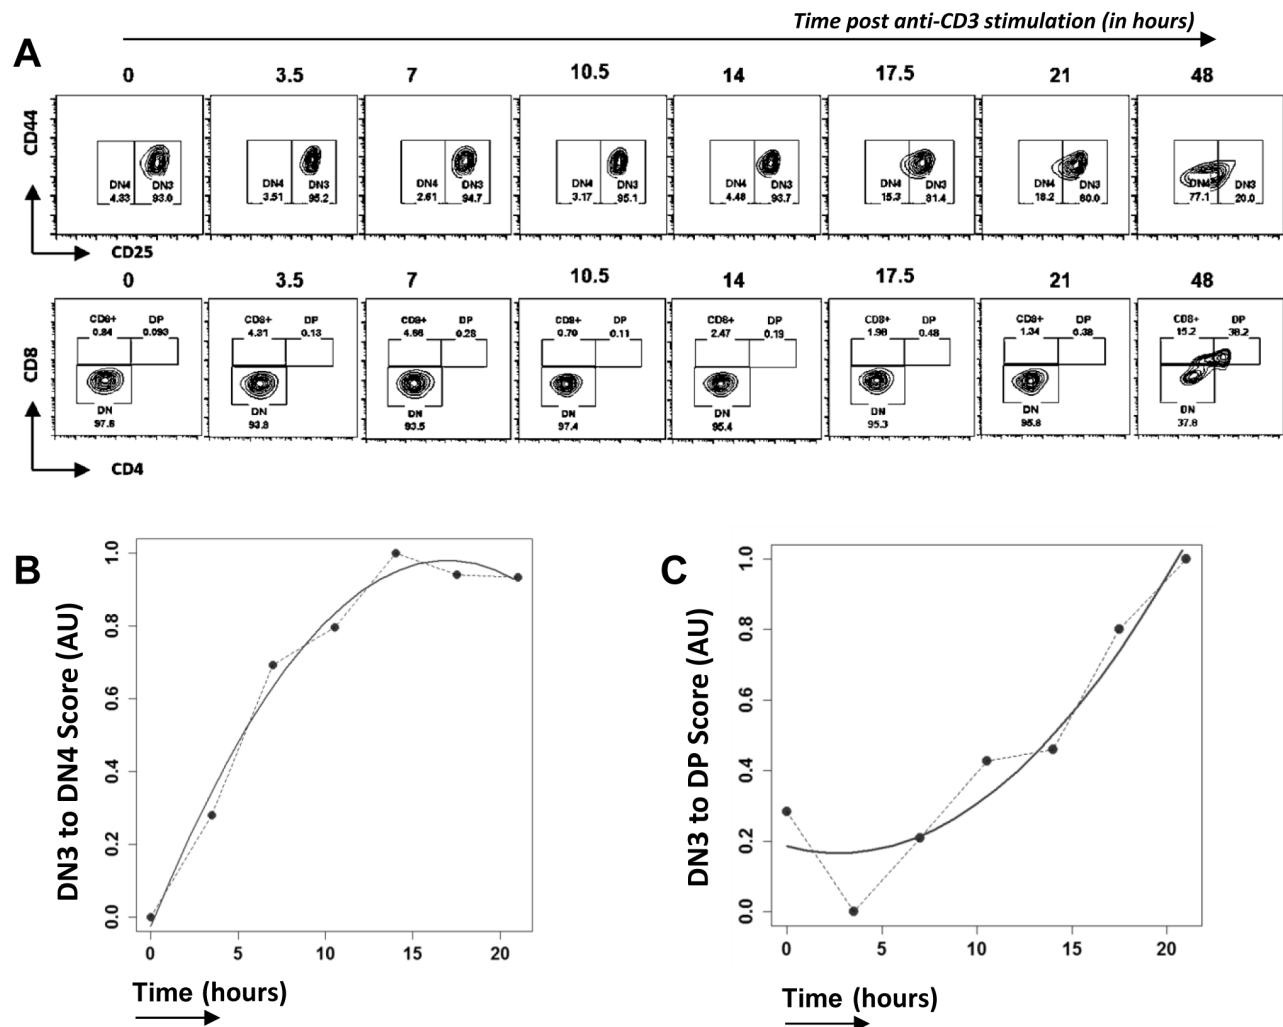 Time post anti-CD3 stimulation (in hours)
A
0 3.5 7 10.5 14 17.5 21 48
CD44
DN4 DN3
4.33 93.0
DN4 DN3
3.51 95.2
DN4 DN3
2.61 94.7
DN4 DN3
3.17 95.1
DN4 DN3
4.48 93.7
DN4 DN3
15.3 81.4
DN4 DN3
18.2 80.0
DN4 DN3
77.1 20.0
CD25
0 3.5 7 10.5 14 17.5 21 48
CD8
CD8+ DP
0.84 0.093
DN
97.6
CD8+ DP
4.31 0.13
DN
93.8
CD8+ DP
4.66 0.28
DN
93.5
CD8+ DP
0.70 0.11
DN
97.4
CD8+ DP
2.47 0.19
DN
95.4
CD8+ DP
1.98 0.48
DN
95.3
CD8+ DP
1.34 0.38
DN
95.8
CD8+ DP
15.2 38.2
DN
37.8
CD4
B
DN3 to DN4 Score (AU)
1.0
0.8
0.6
0.4
0.2
0.0
0 5 10 15 20
Time (hours)
C
DN3 to DP Score (AU)
1.0
0.8
0.6
0.4
0.2
0.0
0 5 10 15 20
Time (hours)